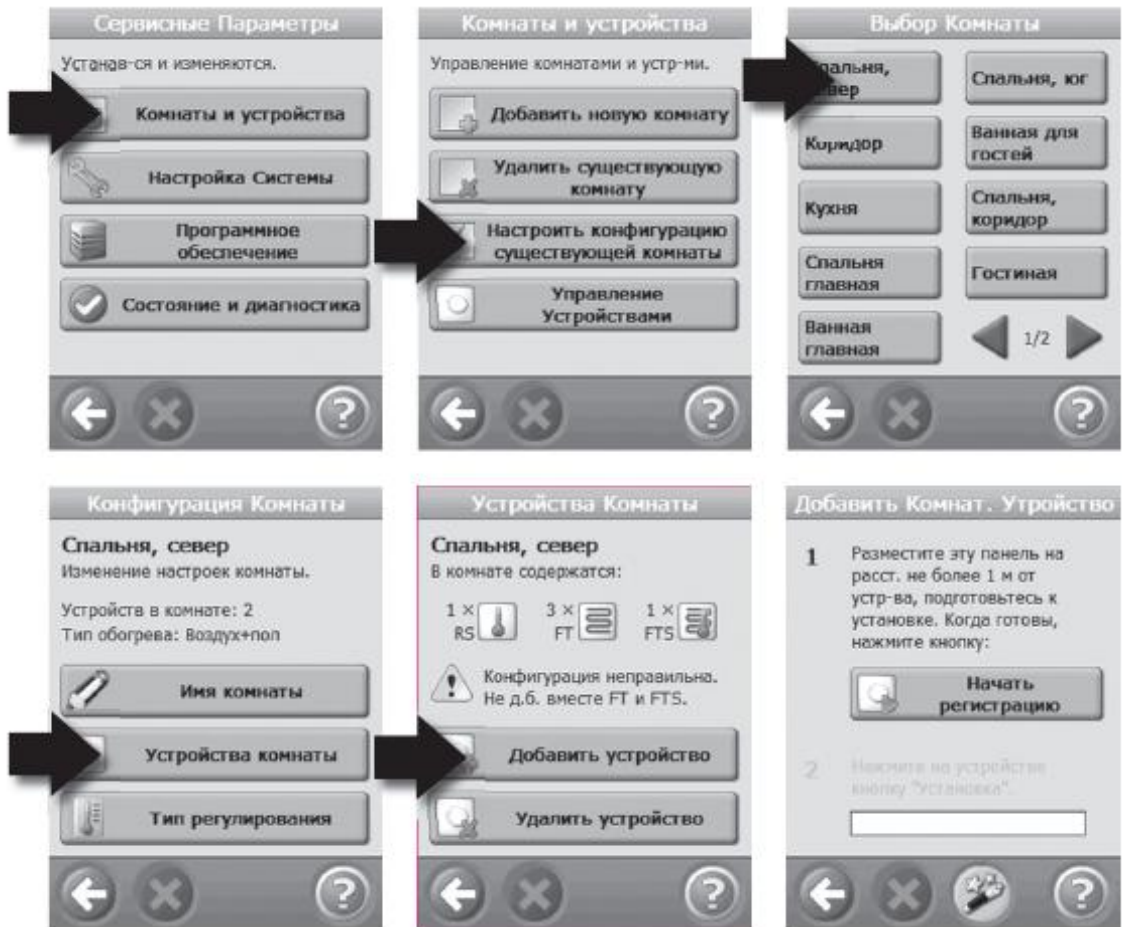 Сервисные Параметры
Устанав-ся и изменяются.
Комнаты и устройства
Настройка Системы
Программное
обеспечение
Состояние и диагностика
Комнаты и устройства
Управление комнатами и устр-ми.
Добавить новую комнату
Удалить существующую
комнату
Настроить конфигурацию
существующей комнаты
Управление
Устройствами
Выбор Комнаты
Спальня, юг
Коридор
Ванная для
гостей
Кухня
Спальня,
коридор
Спальня
главная
Гостиная
Ванная
главная
1/2
Конфигурация Комнаты
Спальня, север
Изменение настроек комнаты.
Устройств в комнате: 2
Тип обогрева: Воздух+пол
Имя комнаты
Устройства комнаты
Тип регулирования
Устройства Комнаты
Спальня, север
В комнате содержатся:
1 × 3 × 1 ×
RS FT FTS
Конфигурация неправильна.
Не д.б. вместе FT и FTS.
Добавить устройство
Удалить устройство
Добавить Комнат. Утройство
1 Разместите эту панель на
расст. не более 1 м от
устр-ва, подготовьтесь к
установке. Когда готовы,
нажмите кнопку:
Начать
регистрацию
2 Нажмите на устройстве
кнопку "Установка".